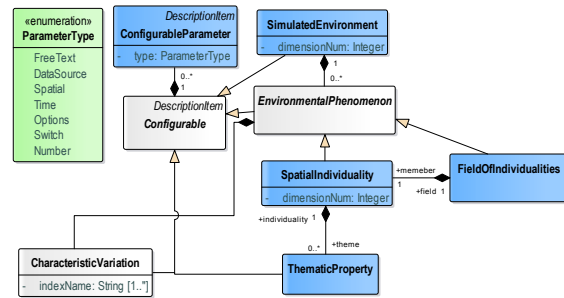 «enumeration»
ParameterType
FreeText
DataSource
Spatial
Time
Options
Switch
Number
DescriptionItem
ConfigurableParameter
- type: ParameterType
SimulatedEnvironment
- dimensionNum: Integer
0..*
1
1
0..*
DescriptionItem
Configurable
EnvironmentalPhenomenon
SpatialIndividuality
- dimensionNum: Integer
+memeber
1
+field 1
FieldOfIndividualities
+individuality 1
0..*
+theme
CharacteristicVariation
- indexName: String [1..*]
ThematicProperty